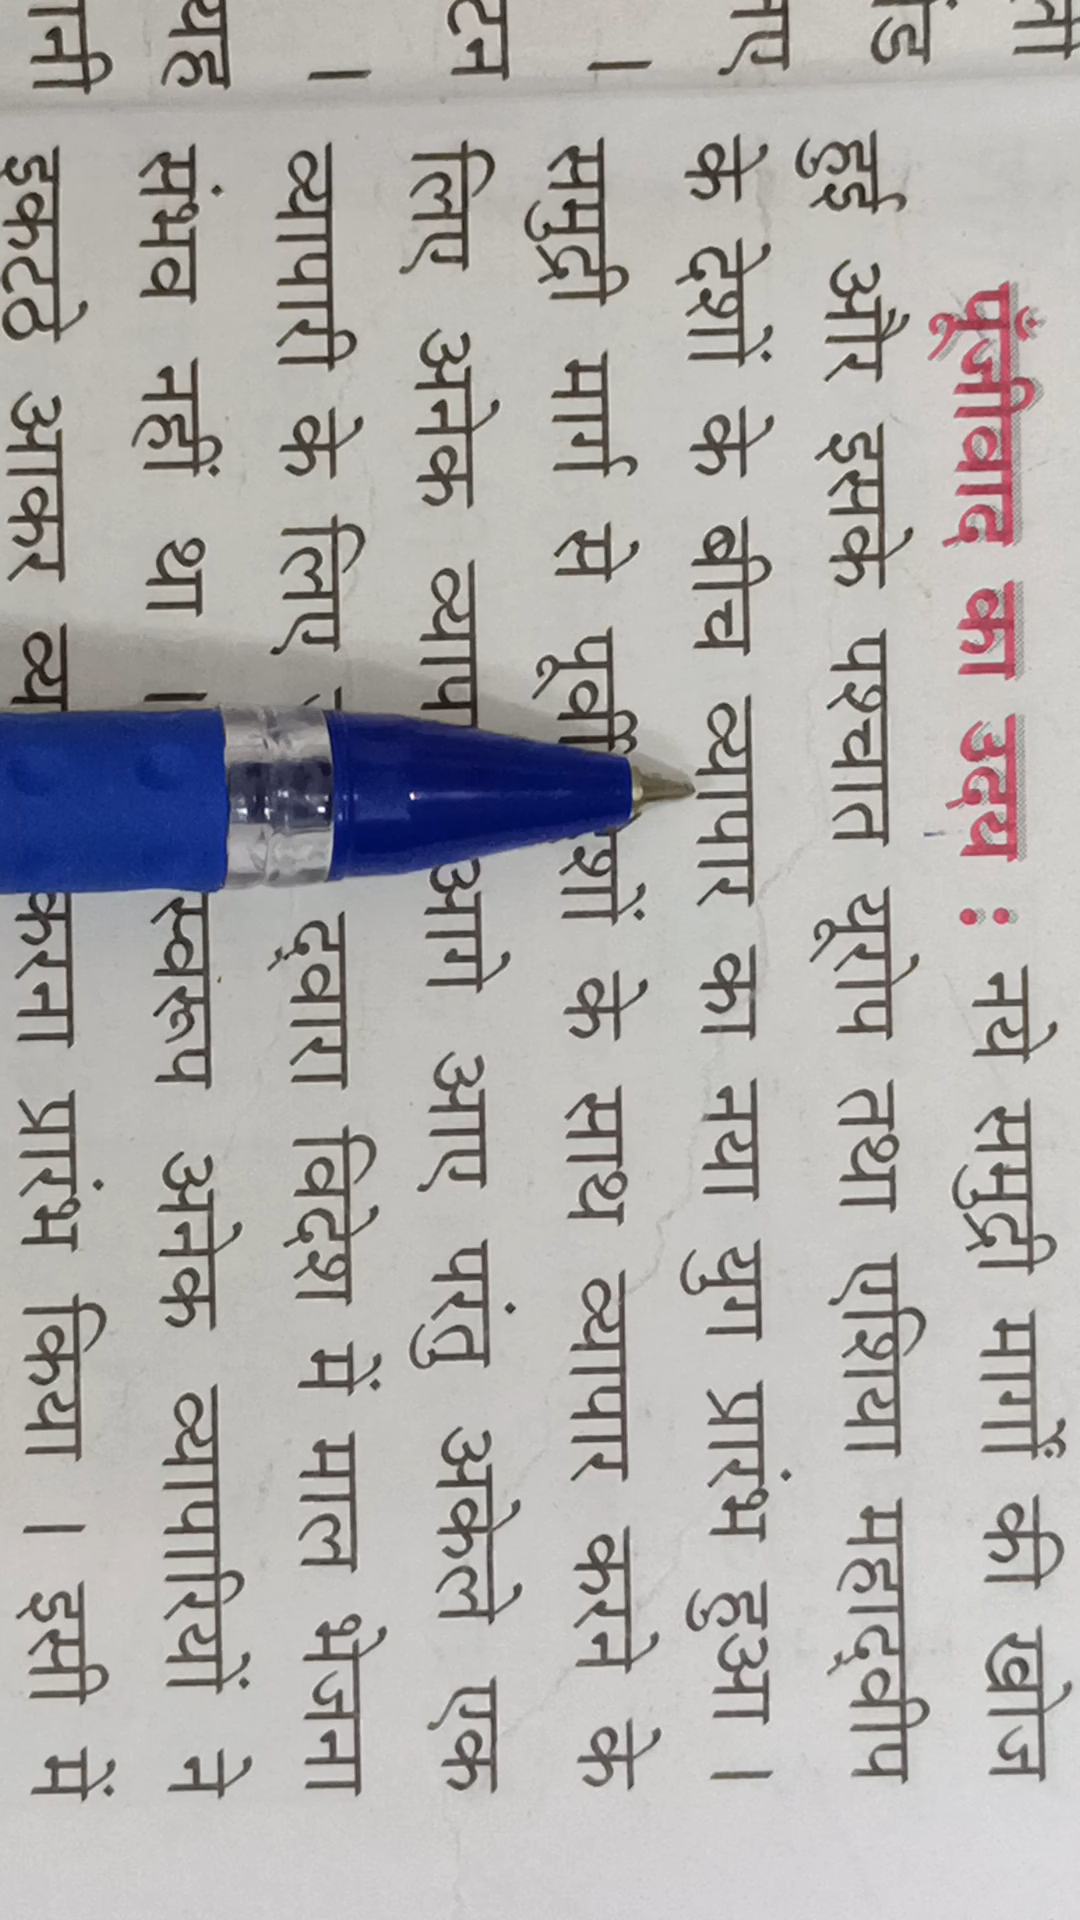 पूँजीवाद का उदय : नये समुद्री मार्गों की खोज
हुई और इसके पश्चात यूरोप तथा एशिया महाद्वीप
के देशों के बीच व्यापार का नया युग प्रारंभ हुआ ।
समुद्री मार्ग से पूर्वी के साथ व्यापार करने के
लिए अनेक आगे आए परंतु अकेले एक
व्यापारी के लिए द्वारा विदेश में माल भेजना
संभव नहीं था । अनेक व्यापारियों ने
इकट्ठे आकर करना प्रारंभ किया । इसी में